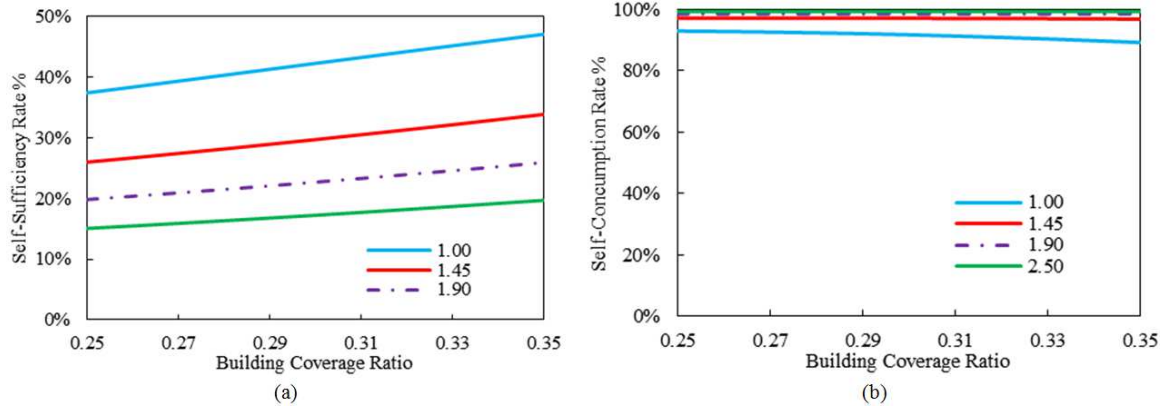 50%
40%
30%
20%
10%
0%
Self-Sufficiency Rate %
1.00
1.45
1.90
0.25 0.27 0.29 0.31 0.33 0.35
Building Coverage Ratio
(a)
100%
80%
60%
40%
20%
0%
Self-Concumption Rate %
1.00
1.45
1.90
2.50
0.25 0.27 0.29 0.31 0.33 0.35
Building Coverage Ratio
(b)